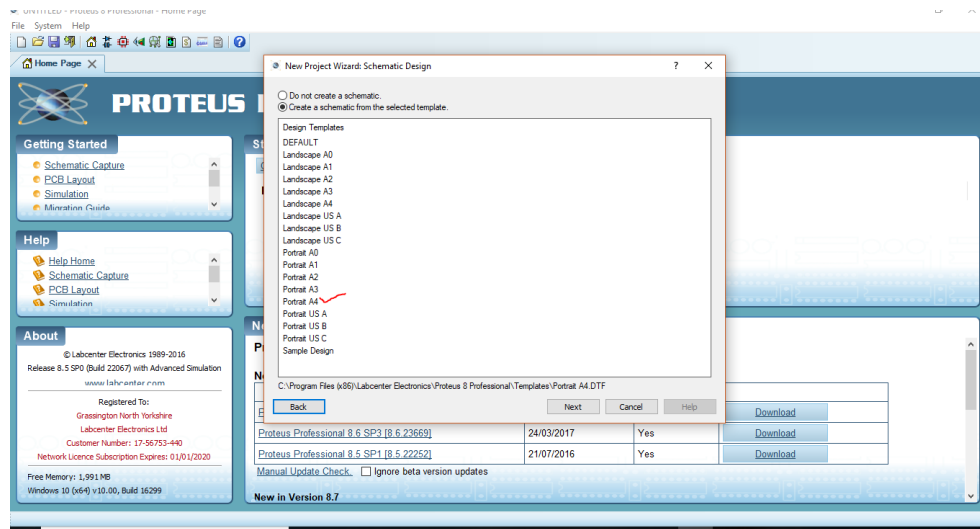 UNTITLED - Proteus 8 Professional - Home Page
File System Help
Home Page
New Project Wizard: Schematic Design
PROTEUS
Do not create a schematic.
Create a schematic from the selected template.
Design Templates
DEFAULT
Landscape A0
Landscape A1
Landscape A2
Landscape A3
Landscape A4
Landscape US A
Landscape US B
Landscape US C
Portrait A0
Portrait A1
Portrait A2
Portrait A3
Portrait A4
Portrait US A
Portrait US B
Portrait US C
Sample Design
C:\Program Files (x86)\Labcenter Electronics\Proteus 8 Professional\Templates\Portrait A4.DTF
Back Next Cancel Help
Getting Started
Schematic Capture
PCB Layout
Simulation
Migration Guide
Help
Help Home
Schematic Capture
PCB Layout
Simulation
About
© Labcenter Electronics 1989-2016
Release 8.5 SP0 (Build 22067) with Advanced Simulation
www.labcenter.com
Registered To:
Grassington North Yorkshire
Labcenter Electronics Ltd
Customer Number: 17-56753-440
Network Licence Subscription Expires: 01/01/2020
Free Memory: 1,991 MB
Windows 10 (x64) v10.00, Build 16299
St
Ne
P
N
Download
Proteus Professional 8.6 SP3 [8.6.23669] 24/03/2017 Yes Download
Proteus Professional 8.5 SP1 [8.5.22252] 21/07/2016 Yes Download
Manual Update Check. Ignore beta version updates
New in Version 8.7